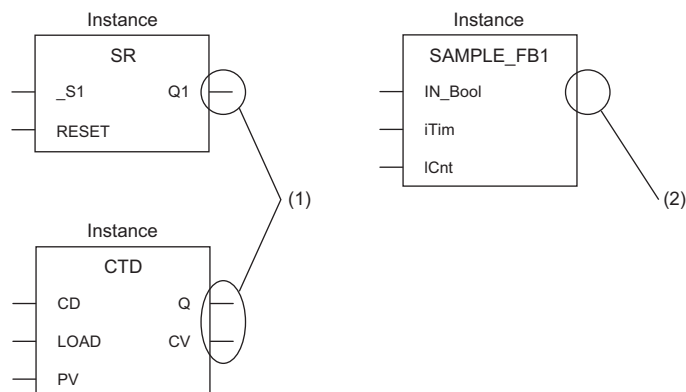 Instance
SR
_S1 Q1
RESET
Instance
SAMPLE_FB1
IN_Bool
iTim
lCnt
(1)
(2)
Instance
CTD
CD Q
LOAD CV
PV